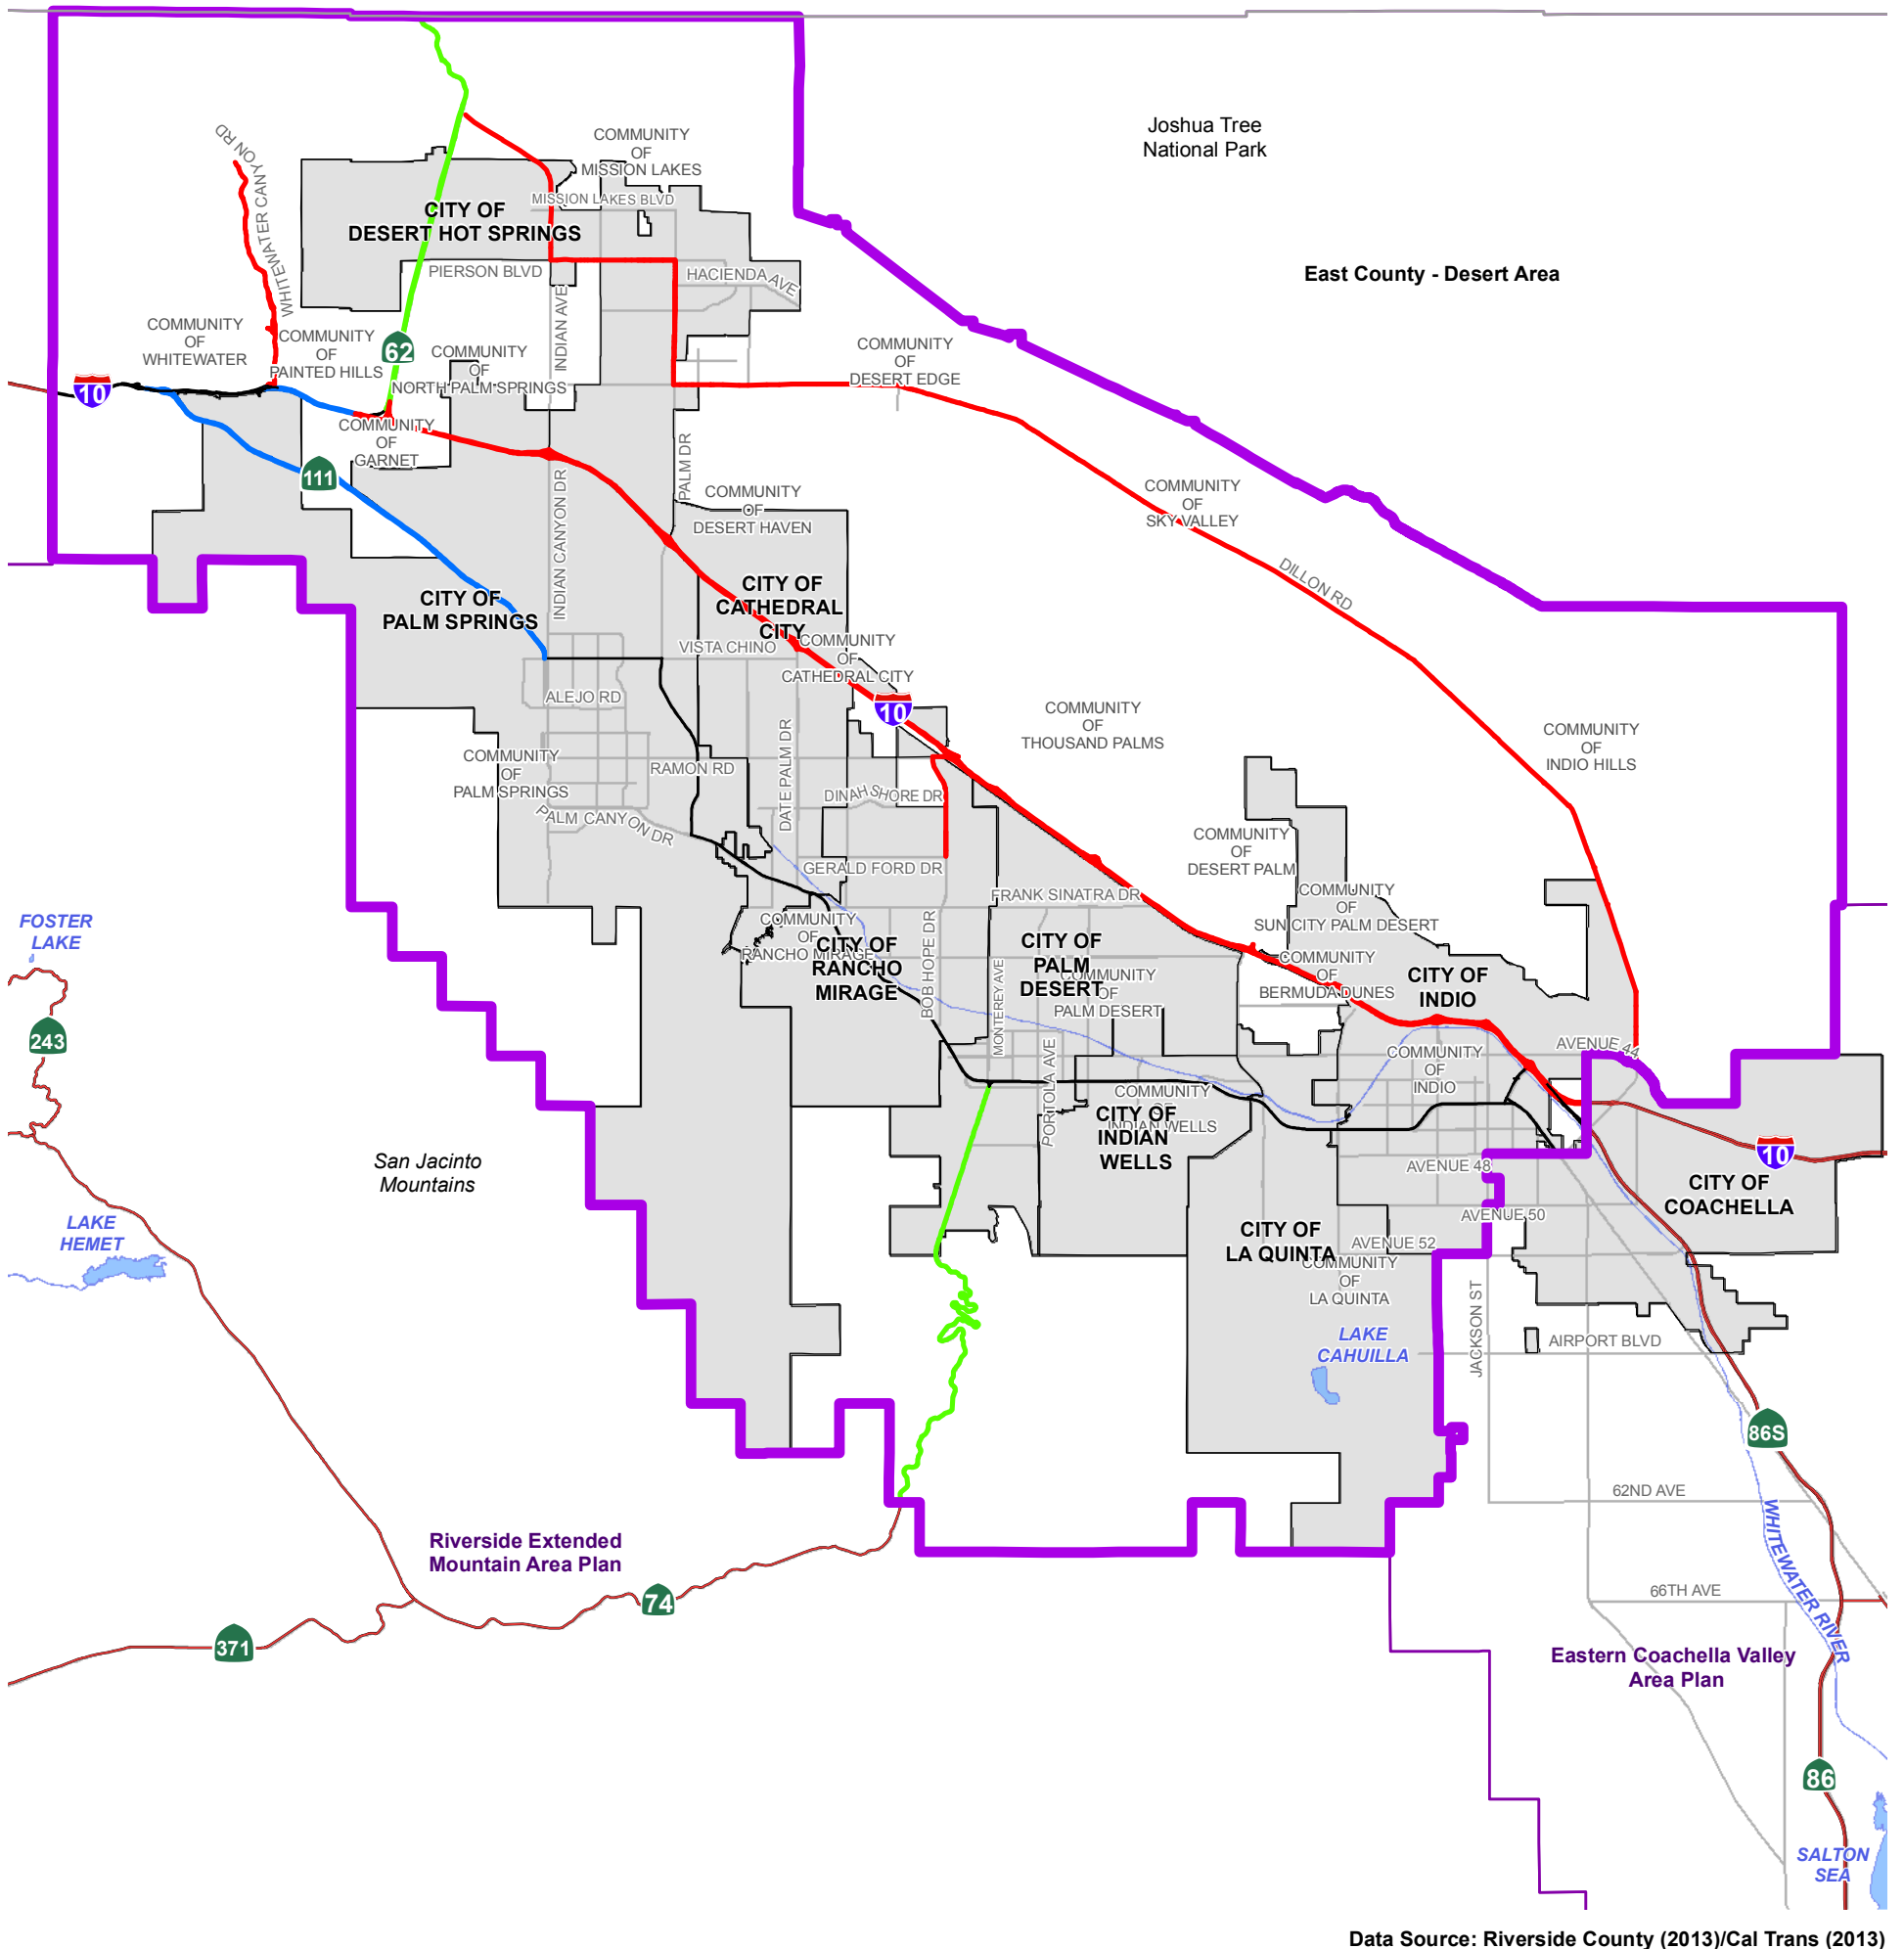 Joshua Tree
National Park
WHITEWATER CANYON RD
COMMUNITY
OF
MISSION LAKES
MISSION LAKES BLVD
CITY OF
DESERT HOT SPRINGS
PIERSON BLVD
HACIENDA AVE
East County - Desert Area
INDIAN AVE
COMMUNITY
OF
WHITEWATER
COMMUNITY
OF
PAINTED HILLS
62
COMMUNITY
OF
NORTH PALM SPRINGS
COMMUNITY
OF
DESERT EDGE
10
COMMUNITY
OF
GARNET
111
PALM DR
INDIAN CANYON DR
COMMUNITY
OF
DESERT HAVEN
COMMUNITY
OF
SKY VALLEY
DILLON RD
CITY OF
PALM SPRINGS
CITY OF
CATHEDRAL
CITY
VISTA CHINO
COMMUNITY
OF
CATHEDRAL CITY
ALEJO RD
10
COMMUNITY
OF
THOUSAND PALMS
COMMUNITY
OF
INDIO HILLS
COMMUNITY
OF
PALM SPRINGS
RAMON RD
DATE PALM DR
DINAH SHORE DR
PALM CANYON DR
COMMUNITY
OF
DESERT PALM
GERALD FORD DR
FRANK SINATRA DR
COMMUNITY
OF
SUN CITY PALM DESERT
FOSTER
LAKE
COMMUNITY
OF
RANCHO MIRAGE
CITY OF
RANCHO
MIRAGE
BOB HOPE DR
MONTEREY AVE
CITY OF
PALM
DESERT
COMMUNITY
OF
PALM DESERT
COMMUNITY
OF
BERMUDA DUNES
CITY OF
INDIO
243
PORTOLA AVE
COMMUNITY
OF
INDIO
AVENUE 44
COMMUNITY
OF
INDIAN WELLS
CITY OF
INDIAN
WELLS
10
San Jacinto
Mountains
AVENUE 48
CITY OF
COACHELLA
AVENUE 50
LAKE
HEMET
CITY OF
LA QUINTA
AVENUE 52
COMMUNITY
OF
LA QUINTA
JACKSON ST
LAKE
CAHUILLA
AIRPORT BLVD
86S
62ND AVE
WHITEWATER RIVER
Riverside Extended
Mountain Area Plan
74
66TH AVE
371
Eastern Coachella Valley
Area Plan
86
SALTON
SEA
Data Source: Riverside County (2013)/Cal Trans (2013)